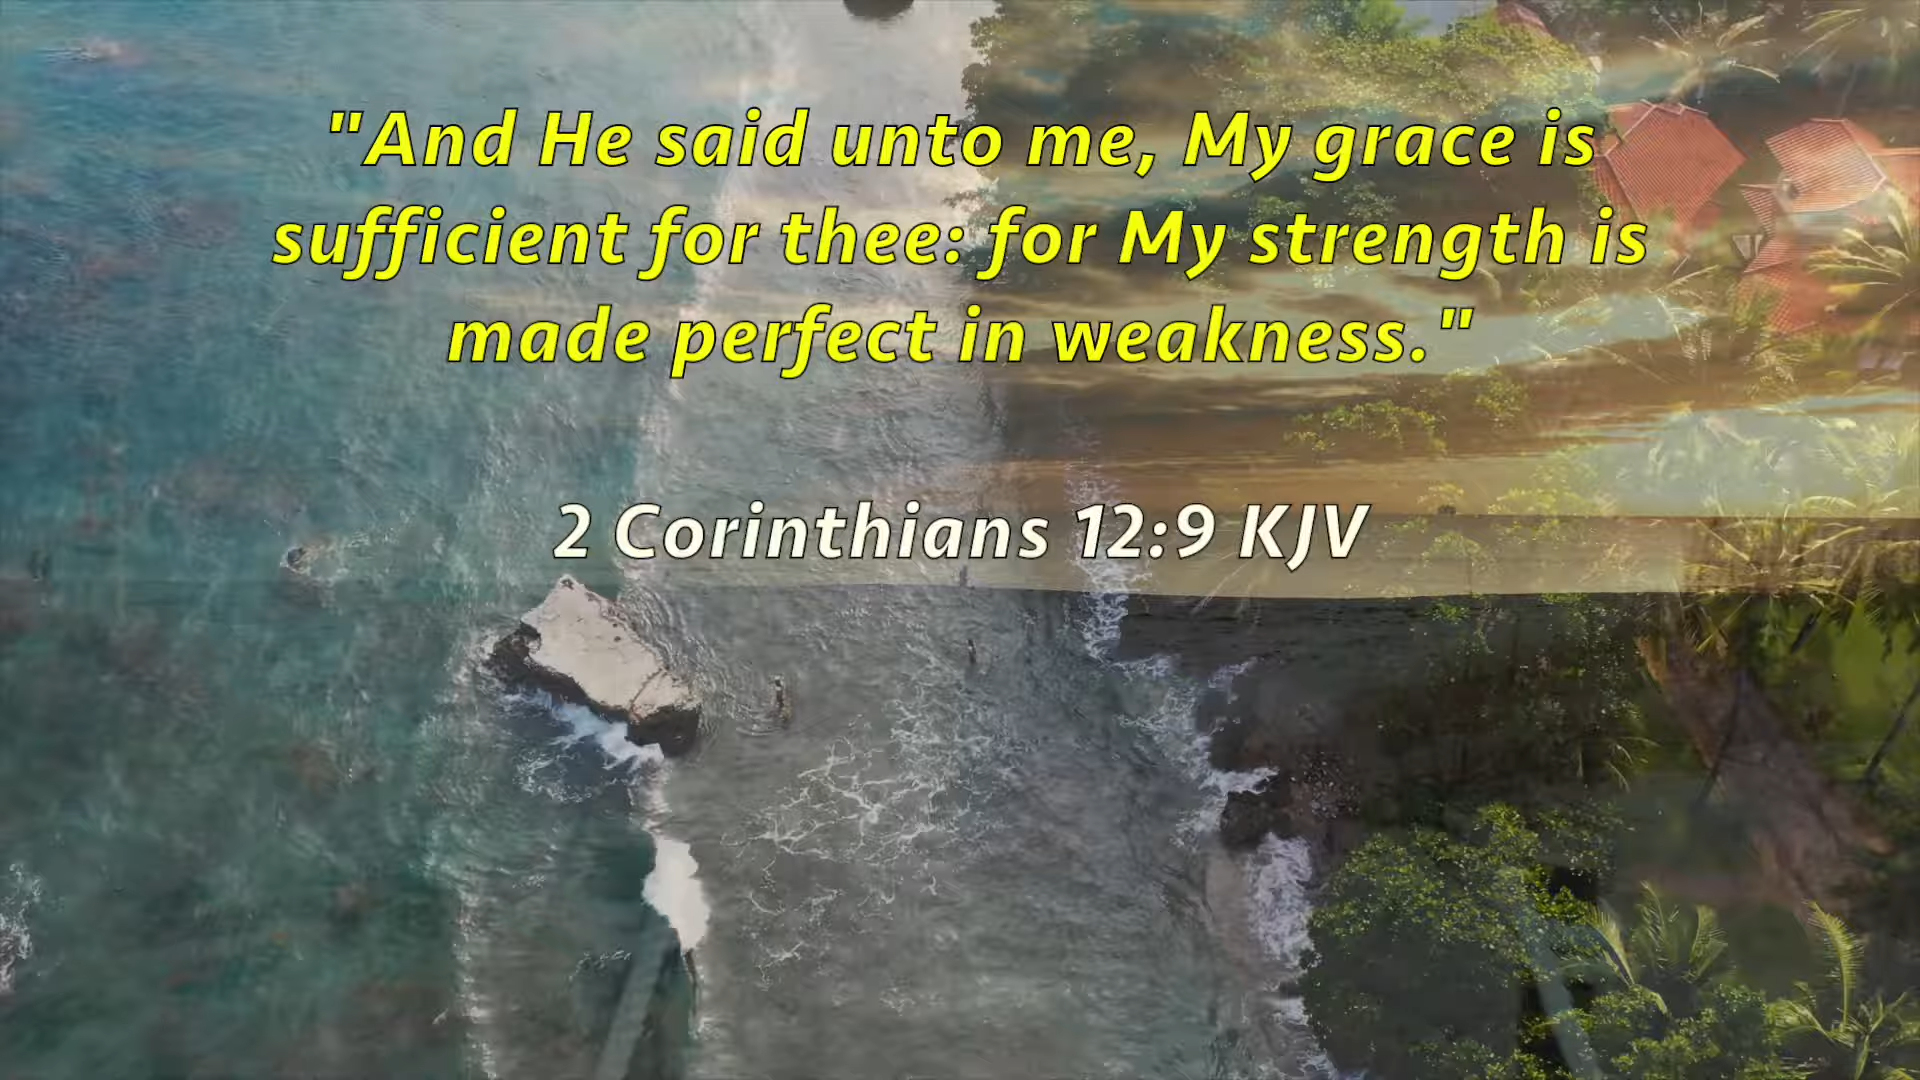 "And He said unto me, My grace is
sufficient for thee: for My strength is
made perfect in weakness."
2 Corinthians 12:9 KJV